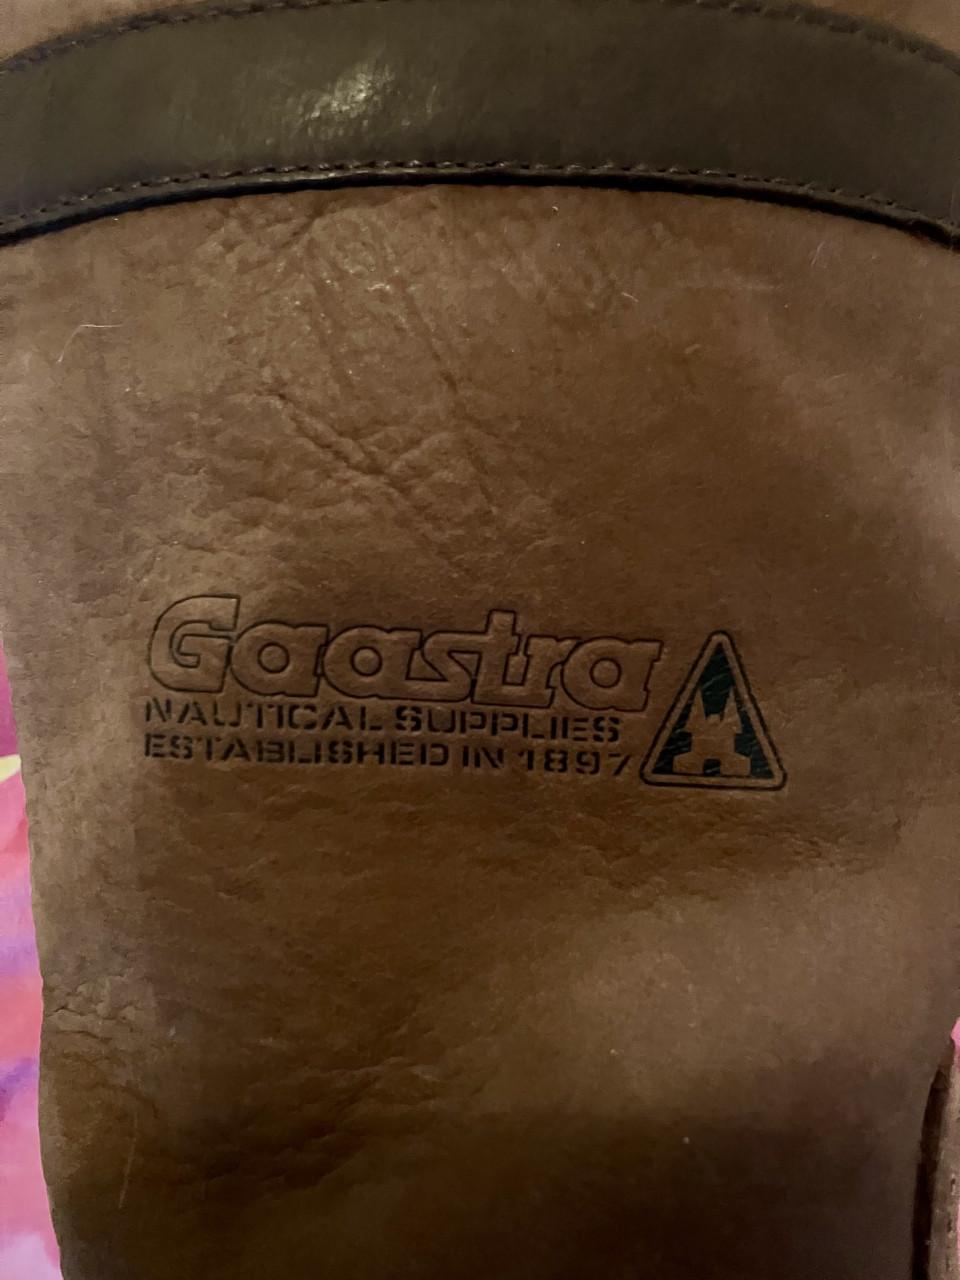 Gaastra
NAUTICAL SUPPLIES
ESTABLISHED IN 1897